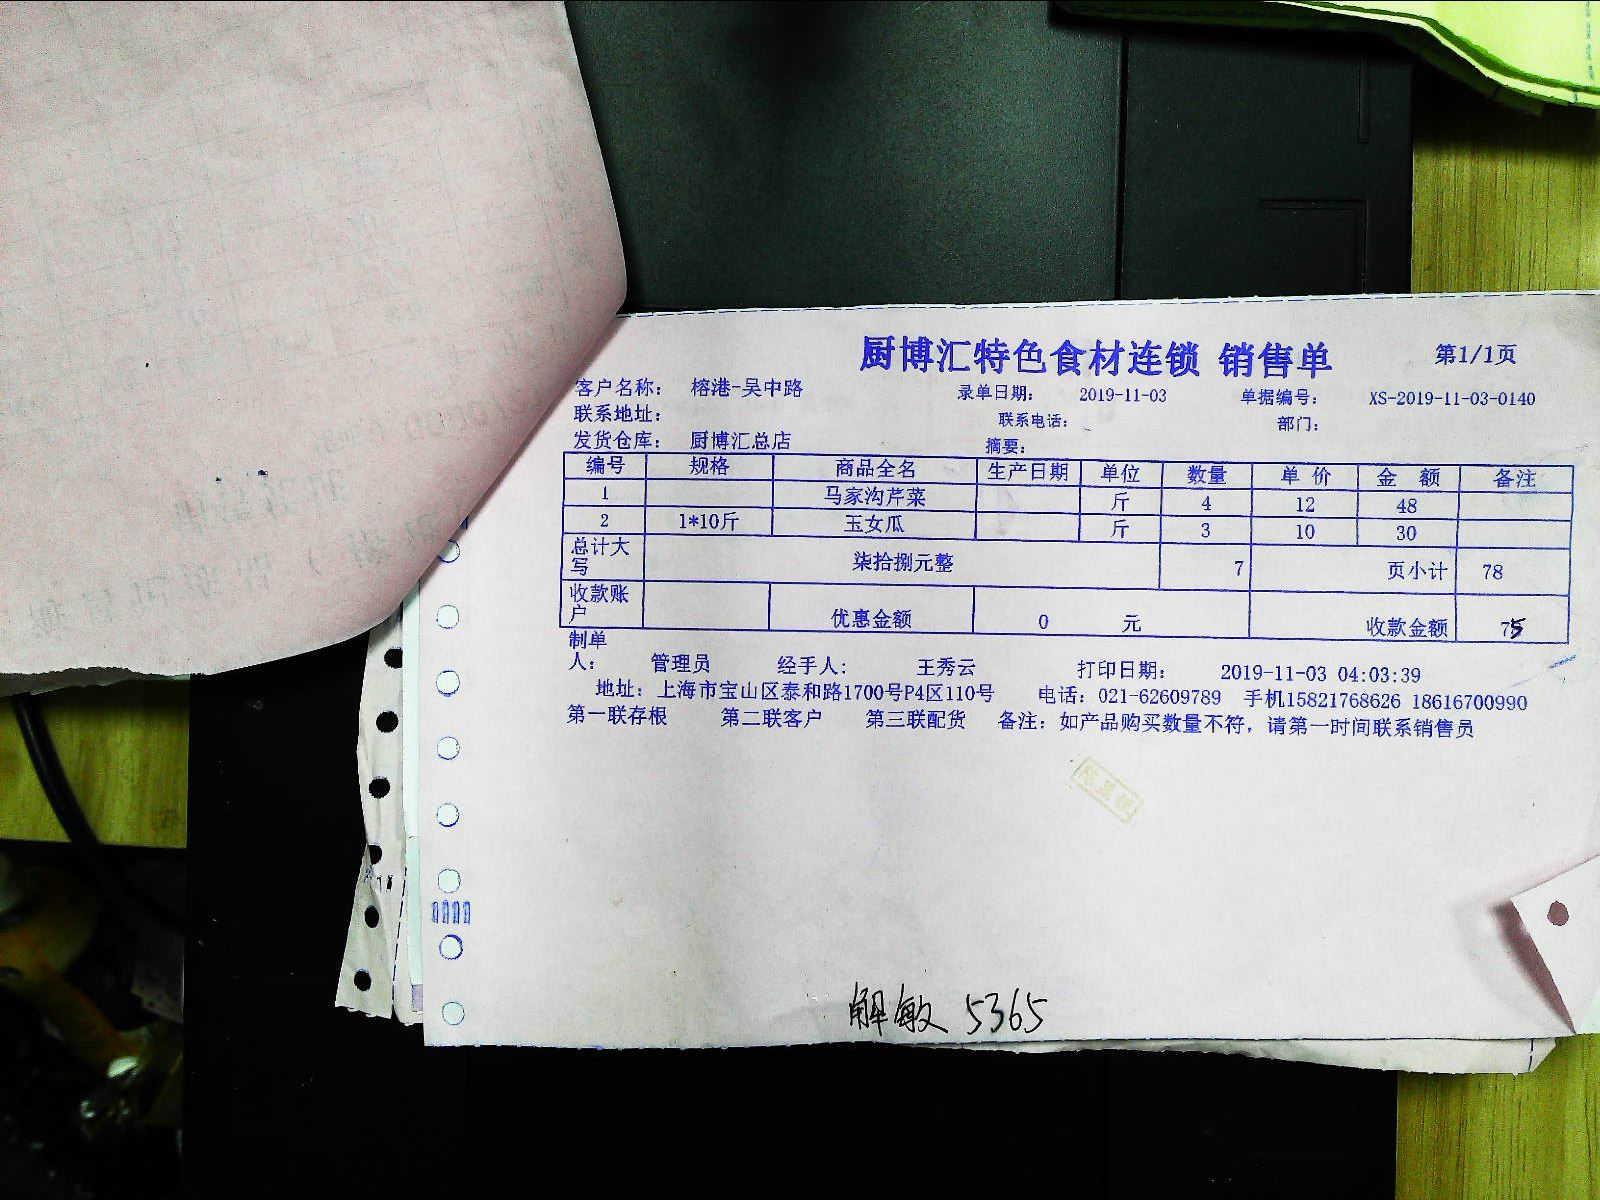 厨博汇特色食材连锁 销售单 第1/1页
客户名称: 榕港-吴中路 录单日期: 2019-11-03 单据编号: XS-2019-11-03-0140
联系地址: 联系电话: 部门:
发货仓库: 厨博汇总店 摘要:
编号 规格 商品全名 生产日期 单位 数量 单 价 金 额 备注
1 马家沟芹菜 斤 4 12 48
2 1*10斤 玉女瓜 斤 3 10 30
总计大写 柒拾捌元整 7 页小计 78
收款账户 优惠金额 0 元 收款金额 75
制单人: 管理员 经手人: 王秀云 打印日期: 2019-11-03 04:03:39
地址: 上海市宝山区泰和路1700号P4区110号 电话: 021-62609789 手机15821768626 18616700990
第一联存根 第二联客户 第三联配货 备注: 如产品购买数量不符, 请第一时间联系销售员
解敏 5365